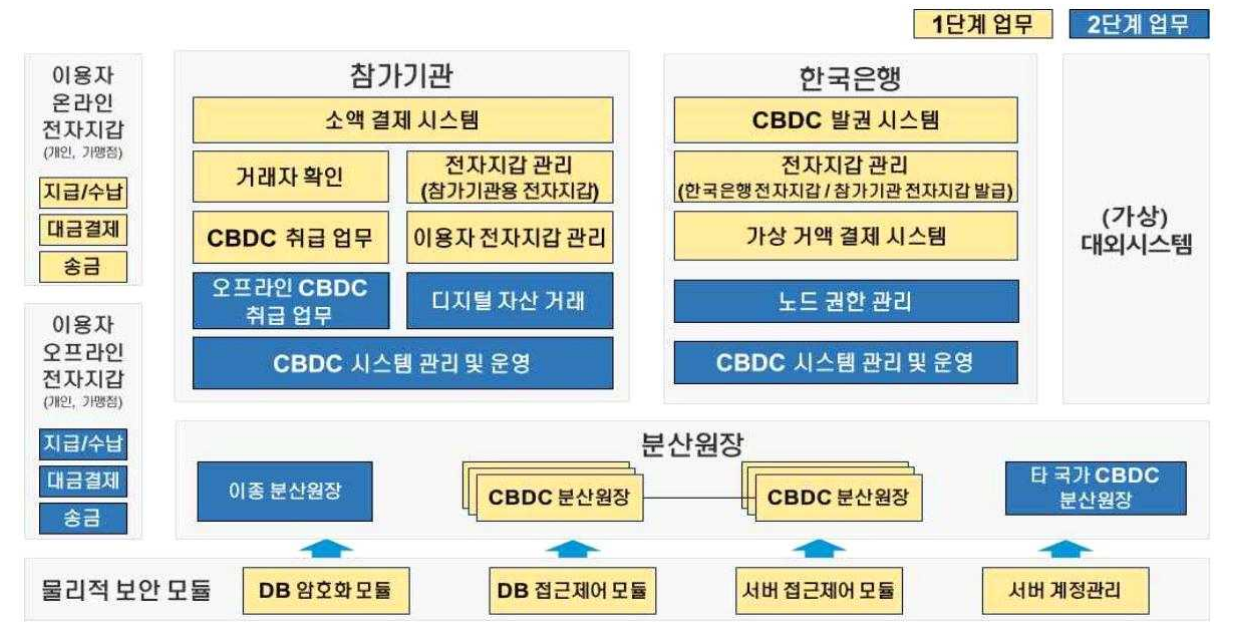 1단계 업무
2단계 업무
이용자
온라인
전자지갑
(개인, 가맹점)
지급/수납
대금결제
송금
이용자
오프라인
전자지갑
(개인, 가맹점)
지급/수납
대금결제
송금
참가기관
소액 결제 시스템
거래자 확인
전자지갑 관리
(참가기관용 전자지갑)
CBDC 취급 업무
이용자 전자지갑 관리
오프라인 CBDC
취급 업무
디지털 자산 거래
CBDC 시스템 관리 및 운영
한국은행
CBDC 발권 시스템
전자지갑 관리
(한국은행 전자지갑 / 참가기관 전자지갑 발급)
가상 거액 결제 시스템
노드 권한 관리
CBDC 시스템 관리 및 운영
(가상)
대외시스템
분산원장
이종 분산원장
CBDC 분산원장
CBDC 분산원장
타 국가 CBDC
분산원장
물리적 보안 모듈
DB 암호화 모듈
DB 접근제어 모듈
서버 접근제어 모듈
서버 계정관리